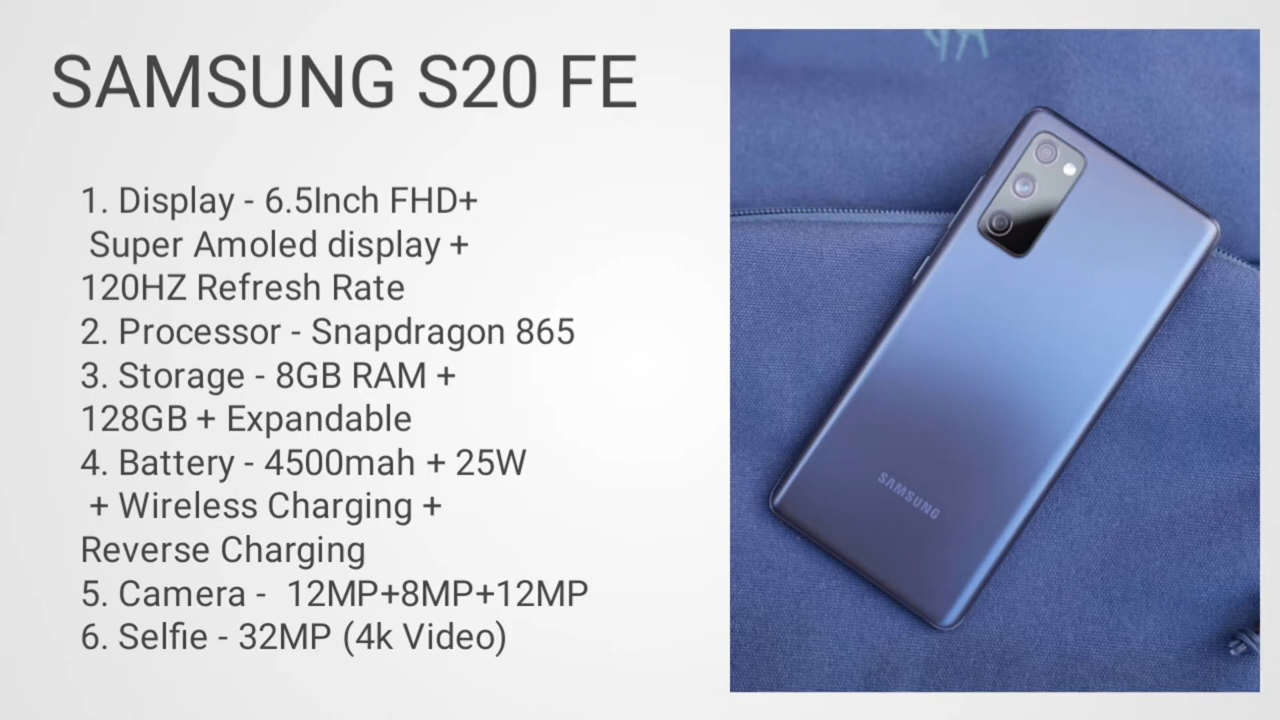 SAMSUNG S20 FE
1. Display - 6.5Inch FHD+
Super Amoled display +
120HZ Refresh Rate
2. Processor - Snapdragon 865
3. Storage - 8GB RAM +
128GB + Expandable
4. Battery - 4500mah + 25W
+ Wireless Charging +
Reverse Charging
5. Camera - 12MP+8MP+12MP
6. Selfie - 32MP (4k Video)
SAMSUNG